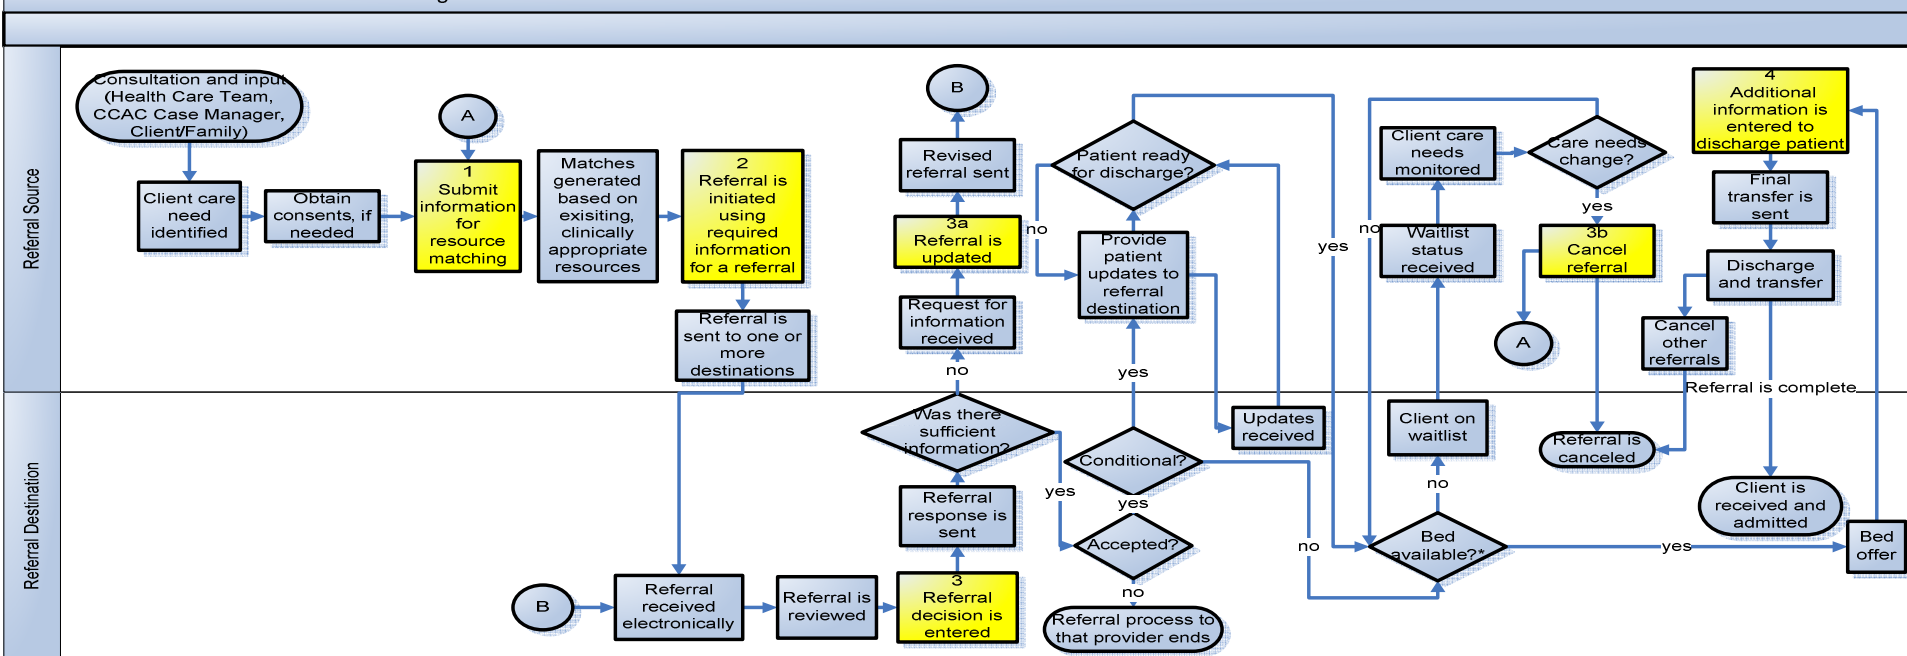 Referral Source
Consultation and input
(Health Care Team,
CCAC Case Manager,
Client/Family)
Client care
need
identified
Obtain
consents, if
needed
A
1
Submit
information
for
resource
matching
Matches
generated
based on
exisiting,
clinically
appropriate
resources
2
Referral is
initiated
using
required
information
for a referral
Referral is
sent to one or
more
destinations
B
Revised
referral sent
3a
Referral is
updated
Request for
information
received
no
Patient ready
for discharge?
no
Provide
patient
updates to
referral
destination
yes
yes
Client care
needs
monitored
Care needs
change?
no
yes
Waitlist
status
received
3b
Cancel
referral
A
4
Additional
information is
entered to
discharge patient
Final
transfer is
sent
Discharge
and transfer
Cancel
other
referrals
Referral is complete
Referral Destination
B
Referral
received
electronically
Referral is
reviewed
3
Referral
decision is
entered
Referral
response is
sent
Was there
sufficient
information?
yes
Conditional?
yes
Accepted?
no
Referral process to
that provider ends
Updates
received
no
Client on
waitlist
no
Bed
available?*
yes
Referral is
canceled
Client is
received and
admitted
Bed
offer